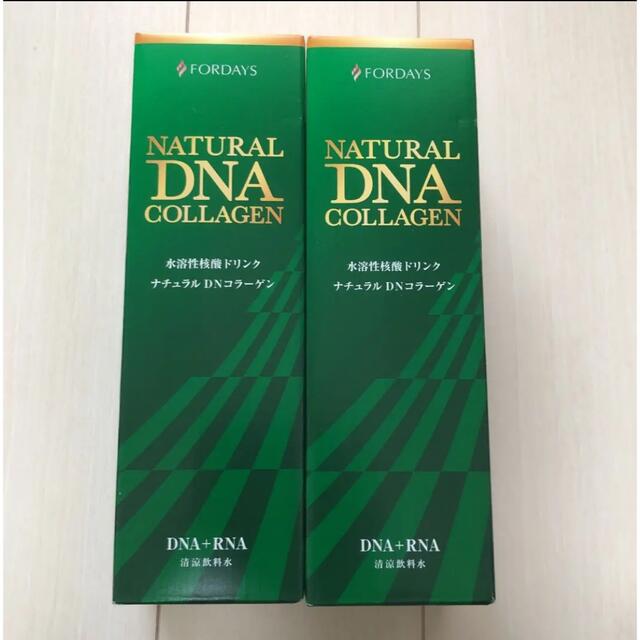 FORDAYS
NATURAL
DNA
COLLAGEN
水溶性核酸ドリンク
ナチュラル DNコラーゲン
DNA+RNA
清涼飲料水
FORDAYS
NATURAL
DNA
COLLAGEN
水溶性核酸ドリンク
ナチュラル DNコラーゲン
DNA+RNA
清涼飲料水